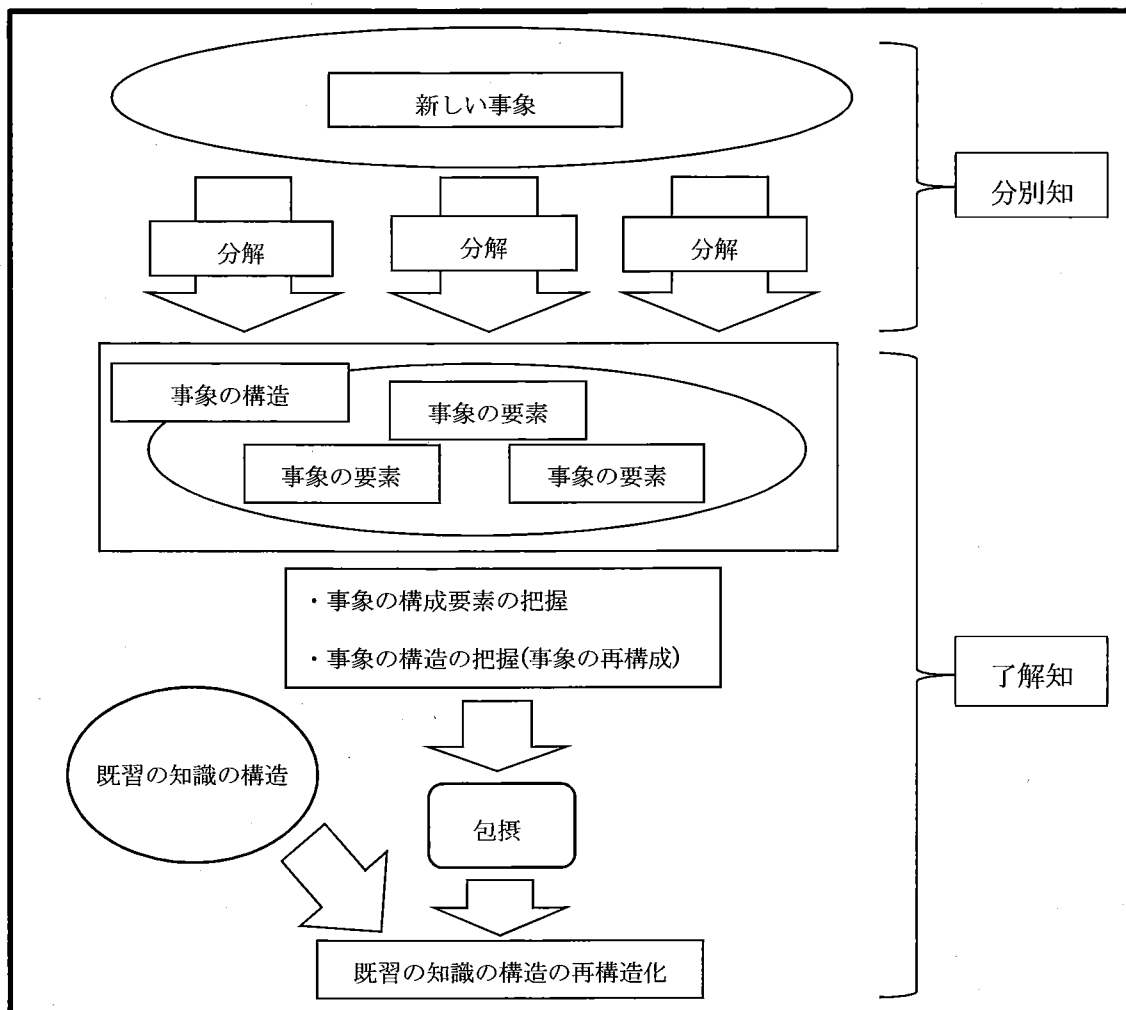 新しい事象
分別知
分解
分解
分解
事象の構造
事象の要素
事象の要素
事象の要素
・事象の構成要素の把握
・事象の構造の把握(事象の再構成)
了解知
既習の知識の構造
包摂
既習の知識の構造の再構造化